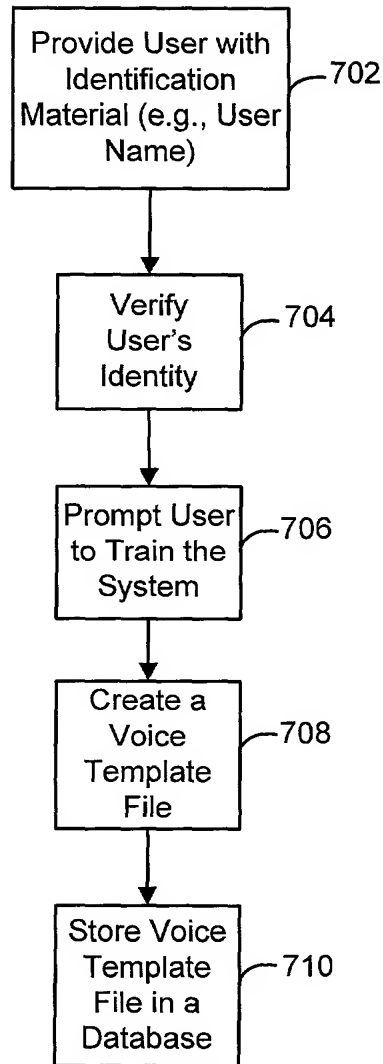 Provide User with
Identification
Material (e.g., User
Name)
702
Verify
User's
Identity
704
Prompt User
to Train the
System
706
Create a
Voice
Template
File
708
Store Voice
Template
File in a
Database
710